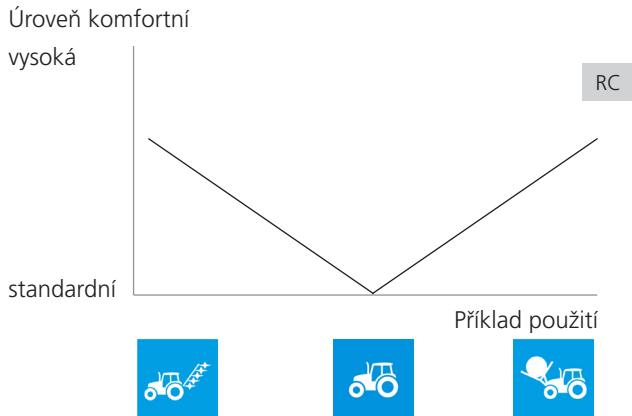 Úroveň komfortní
vysoká
RC
standardní
Příklad použití